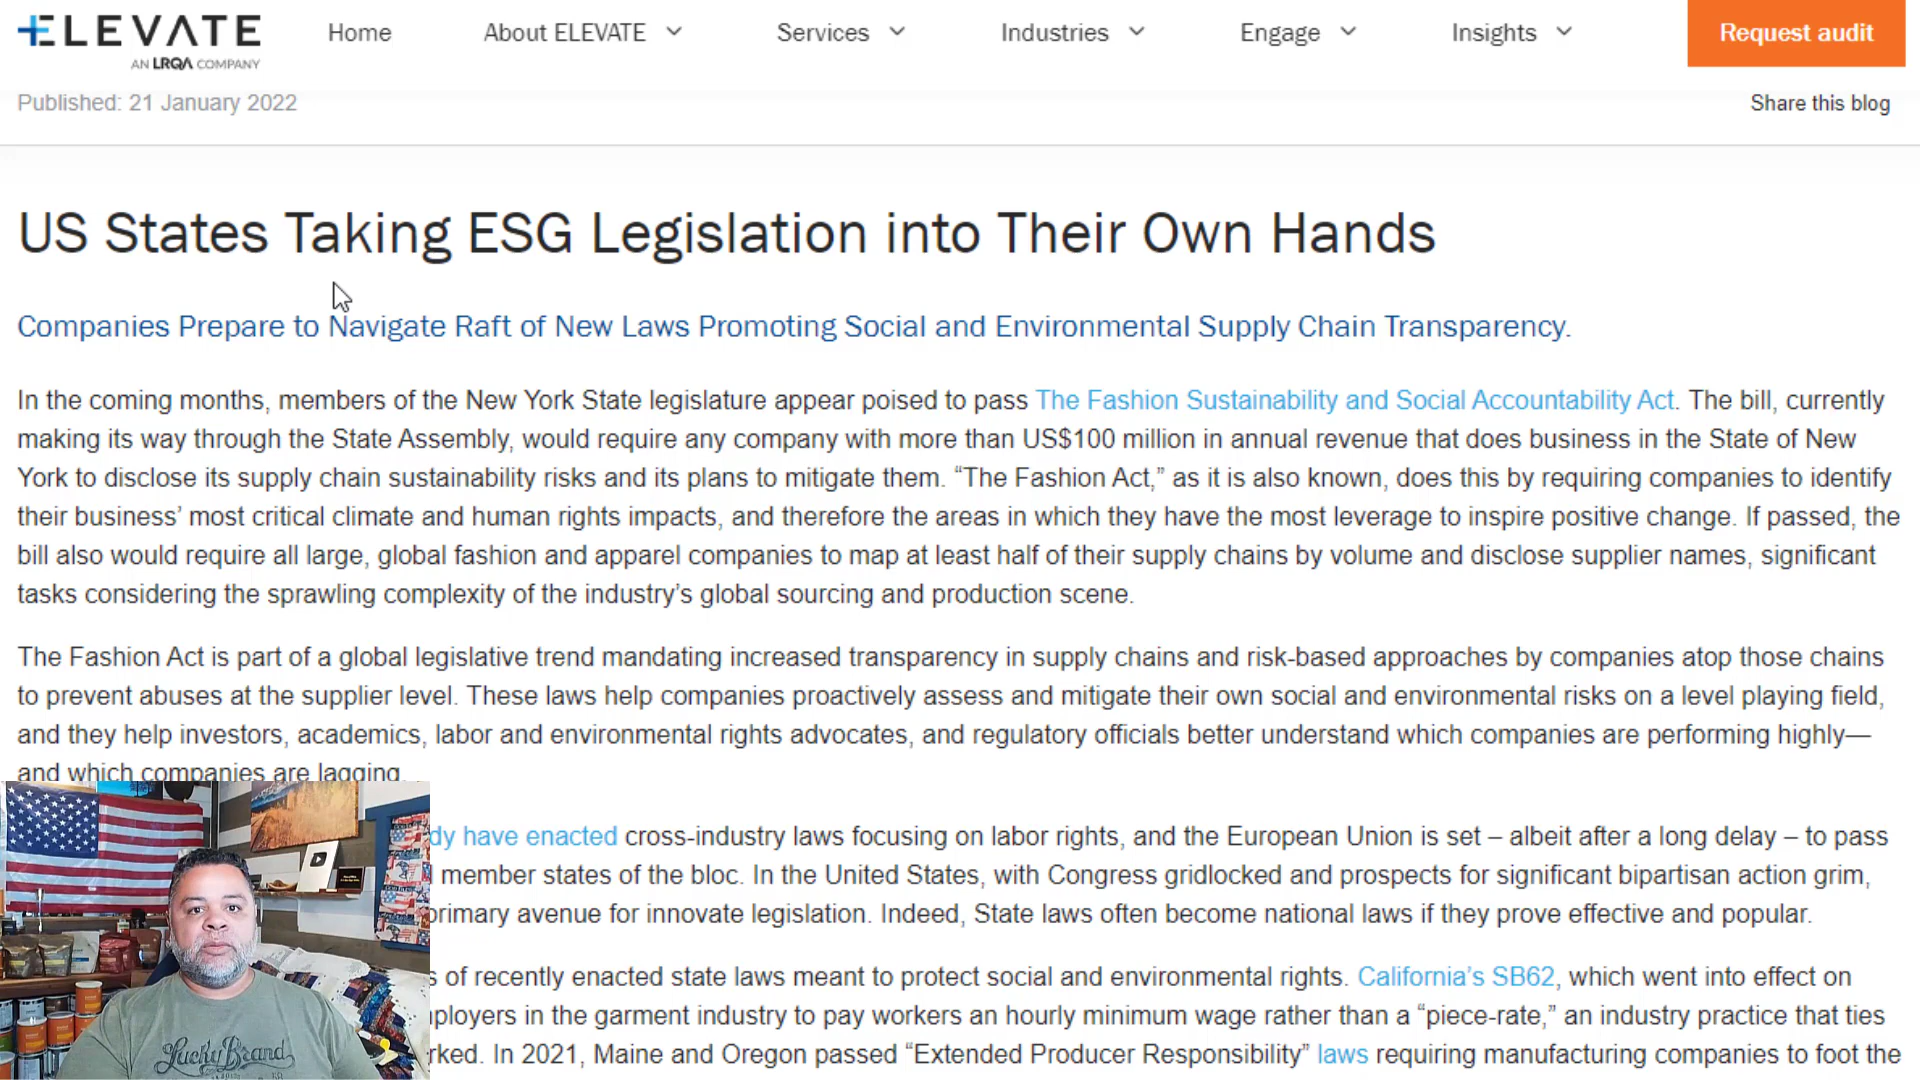 ELEVATE
AN LRQA COMPANY
Home
About ELEVATE
Services
Industries
Engage
Insights
Request audit
Published: 21 January 2022
Share this blog
US States Taking ESG Legislation into Their Own Hands
Companies Prepare to Navigate Raft of New Laws Promoting Social and Environmental Supply Chain Transparency.
In the coming months, members of the New York State legislature appear poised to pass The Fashion Sustainability and Social Accountability Act. The bill, currently
making its way through the State Assembly, would require any company with more than US$100 million in annual revenue that does business in the State of New
York to disclose its supply chain sustainability risks and its plans to mitigate them. “The Fashion Act,” as it is also known, does this by requiring companies to identify
their business’ most critical climate and human rights impacts, and therefore the areas in which they have the most leverage to inspire positive change. If passed, the
bill also would require all large, global fashion and apparel companies to map at least half of their supply chains by volume and disclose supplier names, significant
tasks considering the sprawling complexity of the industry’s global sourcing and production scene.
The Fashion Act is part of a global legislative trend mandating increased transparency in supply chains and risk-based approaches by companies atop those chains
to prevent abuses at the supplier level. These laws help companies proactively assess and mitigate their own social and environmental risks on a level playing field,
and they help investors, academics, labor and environmental rights advocates, and regulatory officials better understand which companies are performing highly—
and which companies are lagging.
dy have enacted cross-industry laws focusing on labor rights, and the European Union is set – albeit after a long delay – to pass
member states of the bloc. In the United States, with Congress gridlocked and prospects for significant bipartisan action grim,
primary avenue for innovate legislation. Indeed, State laws often become national laws if they prove effective and popular.
s of recently enacted state laws meant to protect social and environmental rights. California’s SB62, which went into effect on
ployers in the garment industry to pay workers an hourly minimum wage rather than a “piece-rate,” an industry practice that ties
rked. In 2021, Maine and Oregon passed “Extended Producer Responsibility” laws requiring manufacturing companies to foot the
Lucky Brand